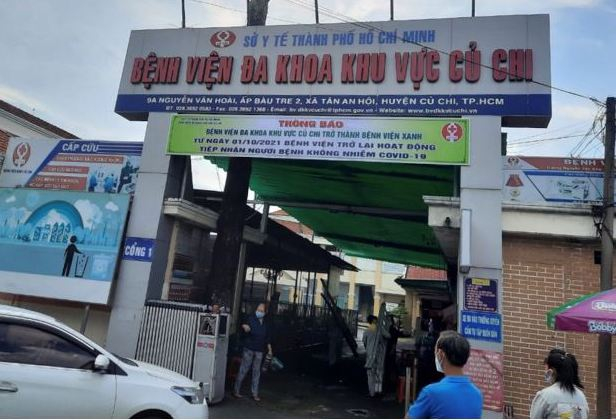 SỞ Y TẾ THÀNH PHỐ HỒ CHÍ MINH
BỆNH VIỆN ĐA KHOA KHU VỰC CỦ CHI
9A NGUYỄN VĂN HOÀI, ẤP BÀU TRE 2, XÃ TÂN AN HỘI, HUYỆN CỦ CHI, TP.HCM
THÔNG BÁO
BỆNH VIỆN ĐA KHOA KHU VỰC CỦ CHI TRỞ THÀNH BỆNH VIỆN XANH
TỪ NGÀY 01/10/2021 BỆNH VIỆN TRỞ LẠI HOẠT ĐỘNG
TIẾP NHẬN NGƯỜI BỆNH KHÔNG NHIỄM COVID-19
CẤP CỨU
CỔNG 1
BỆNH
Bobby